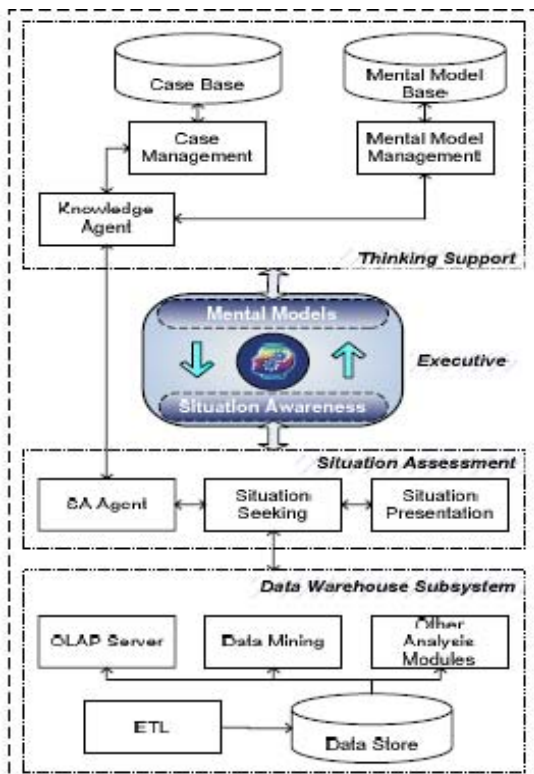 Case Base
Mental Model
Base
Case
Management
Mental Model
Management
Knowledge
Agent
Thinking Support
Mental Models
Executive
Situation Awareness
Situation Assessment
SA Agent
Situation
Seeking
Situation
Presentation
Data Warehouse Subsystem
OLAP Server
Data Mining
Other
Analysis
Modules
ETL
Data Store